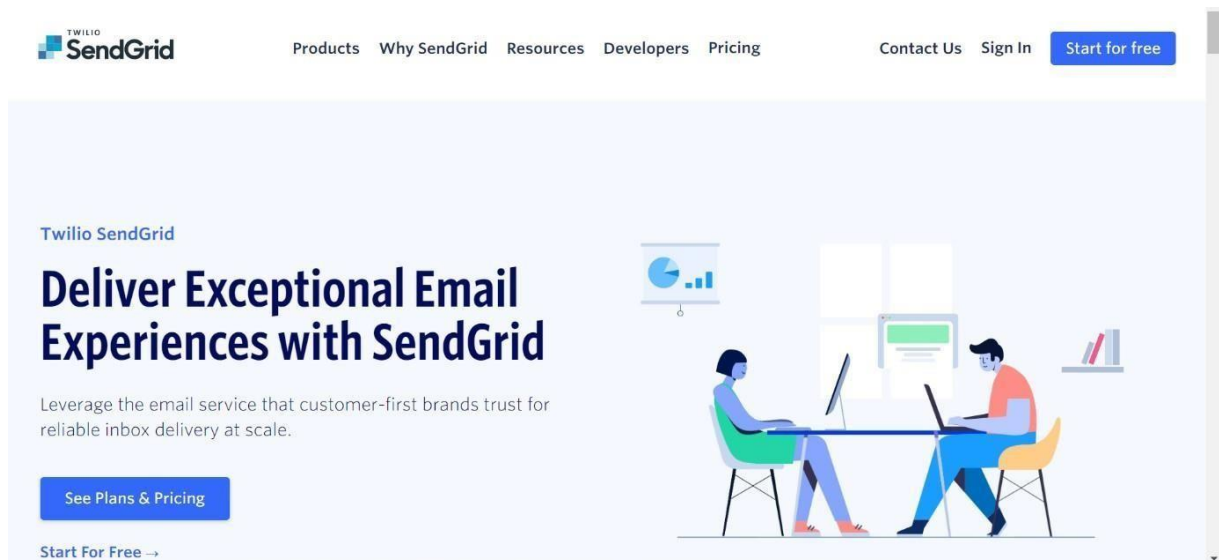 TWILIO
SendGrid
Products Why SendGrid Resources Developers Pricing Contact Us Sign In Start for free
Twilio SendGrid
Deliver Exceptional Email
Experiences with SendGrid
Leverage the email service that customer-first brands trust for
reliable inbox delivery at scale.
See Plans & Pricing
Start For Free →